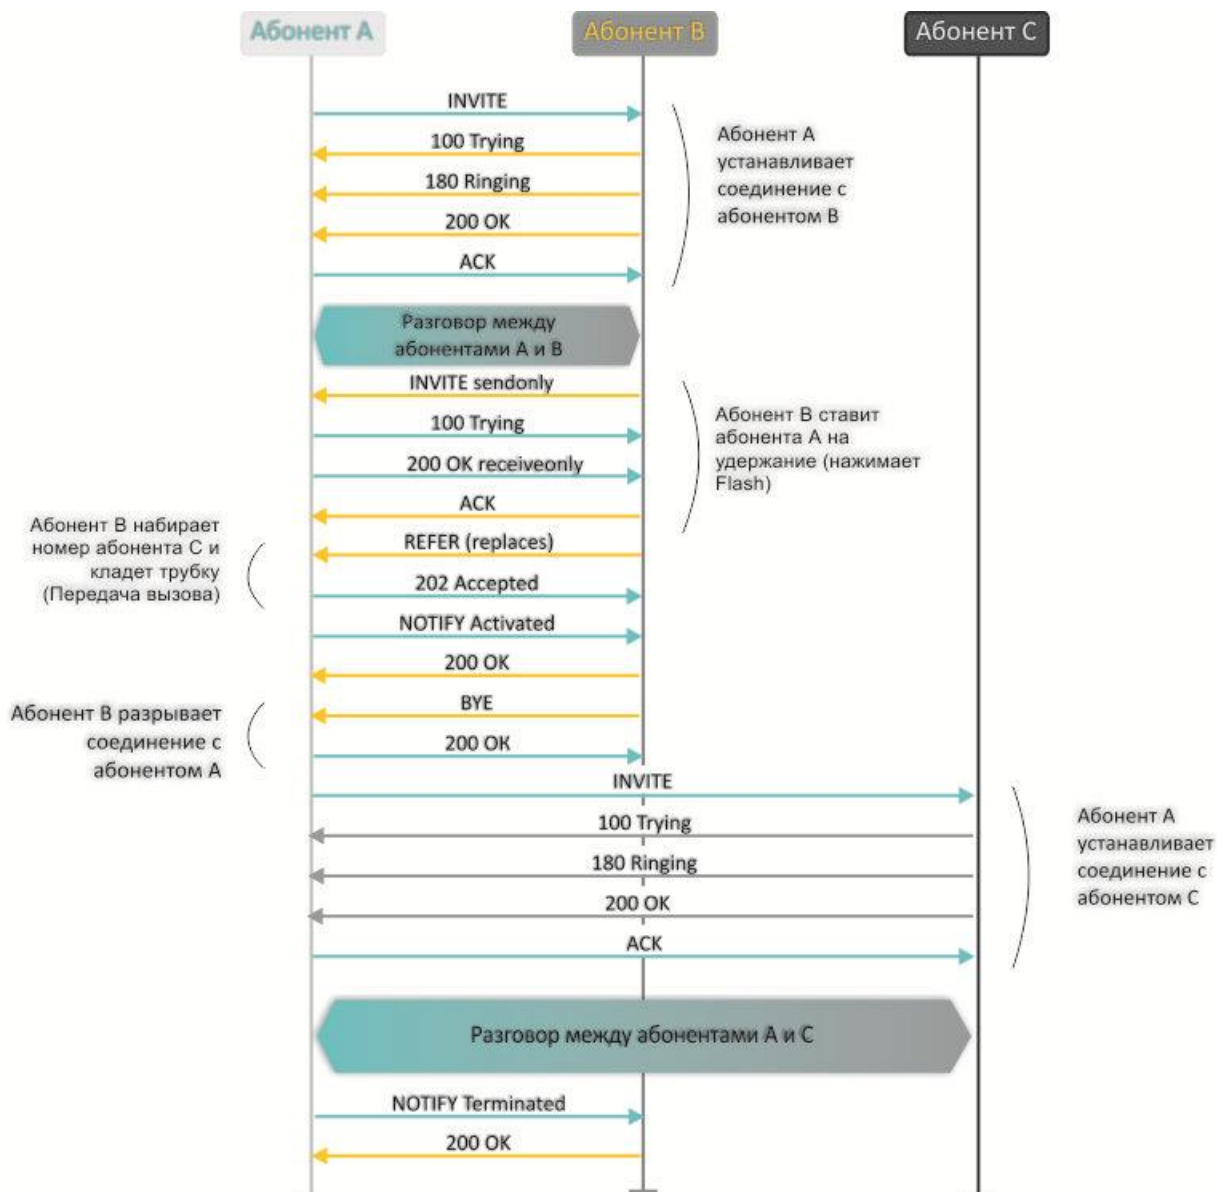 Абонент А
Абонент В
Абонент С
INVITE
100 Trying
180 Ringing
200 OK
ACK
Абонент А
устанавливает
соединение с
абонентом В
Разговор между
абонентами А и В
INVITE sendonly
100 Trying
200 OK receiveonly
ACK
Абонент В ставит
абонента А на
удержание (нажимает
Flash)
REFER (replaces)
202 Accepted
Абонент В набирает
номер абонента С и
кладет трубку
(Передача вызова)
NOTIFY Activated
200 OK
BYE
200 OK
Абонент В разрывает
соединение с
абонентом А
INVITE
100 Trying
180 Ringing
200 OK
ACK
Абонент А
устанавливает
соединение с
абонентом С
Разговор между абонентами А и С
NOTIFY Terminated
200 OK